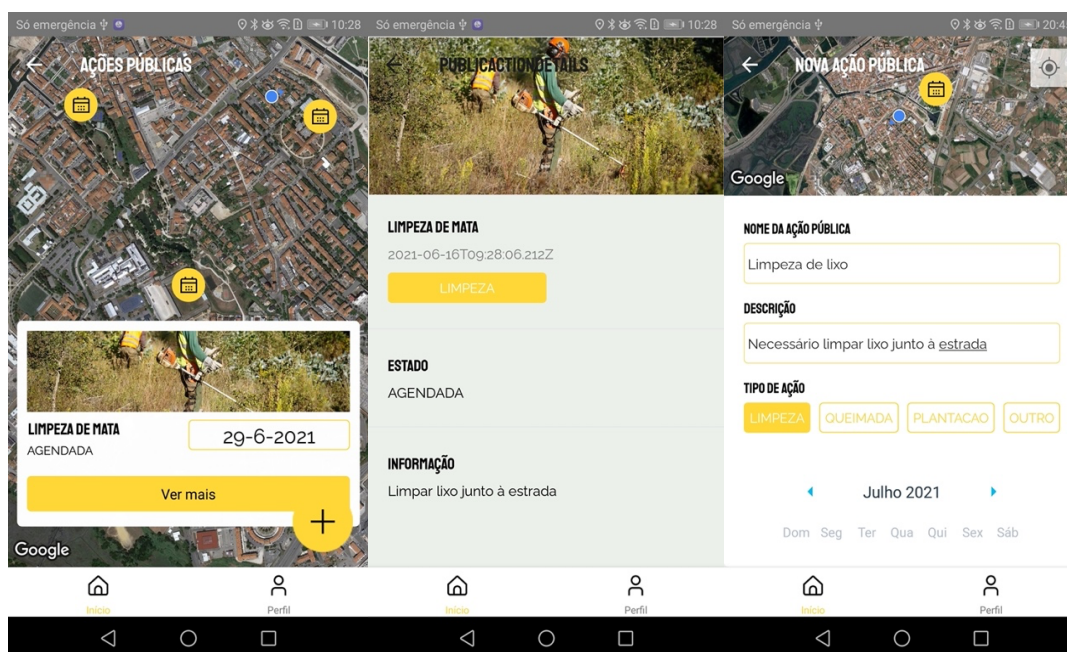 Só emergência
10:28
AÇÕES PÚBLICAS
LIMPEZA DE MATA
AGENDADA
29-6-2021
Ver mais
+
Google
Início
Perfil
Só emergência
10:28
PUBLICACTIONDETAILS
LIMPEZA DE MATA
2021-06-16T09:28:06.212Z
LIMPEZA
ESTADO
AGENDADA
INFORMAÇÃO
Limpar lixo junto à estrada
Início
Perfil
Só emergência
20:4
NOVA AÇÃO PÚBLICA
Google
NOME DA AÇÃO PÚBLICA
Limpeza de lixo
DESCRIÇÃO
Necessário limpar lixo junto à estrada
TIPO DE AÇÃO
LIMPEZA QUEIMADA PLANTACAO OUTRO
Julho 2021
Dom Seg Ter Qua Qui Sex Sáb
Início
Perfil